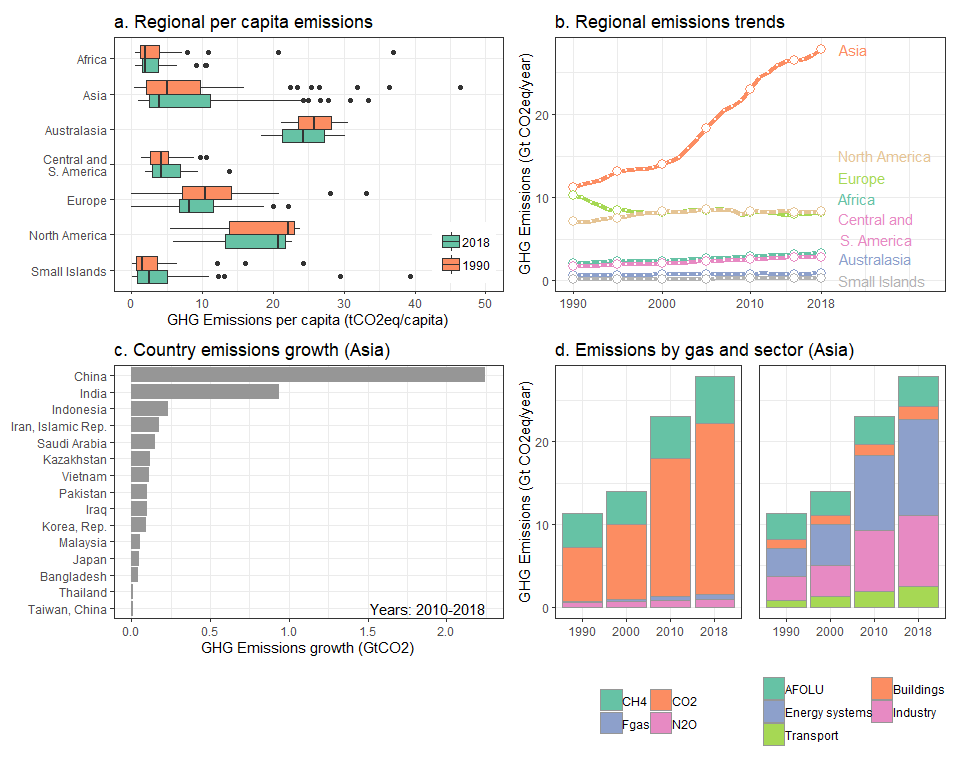 a. Regional per capita emissions
Africa
Asia
Australasia
Central and
S. America
Europe
North America
Small Islands
2018
1990
0
10
20
30
40
50
GHG Emissions per capita (tCO2eq/capita)
b. Regional emissions trends
GHG Emissions (Gt CO2eq/year)
20
10
0
Asia
North America
Europe
Africa
Central and
S. America
Australasia
Small Islands
1990
2000
2010
2018
c. Country emissions growth (Asia)
China
India
Indonesia
Iran, Islamic Rep.
Saudi Arabia
Kazakhstan
Vietnam
Pakistan
Iraq
Korea, Rep.
Malaysia
Japan
Bangladesh
Thailand
Taiwan, China
Years: 2010-2018
0.0
0.5
1.0
1.5
2.0
GHG Emissions growth (GtCO2)
d. Emissions by gas and sector (Asia)
GHG Emissions (Gt CO2eq/year)
20
10
0
1990
2000
2010
2018
1990
2000
2010
2018
CH4
CO2
Fgas
N2O
AFOLU
Buildings
Energy systems
Industry
Transport